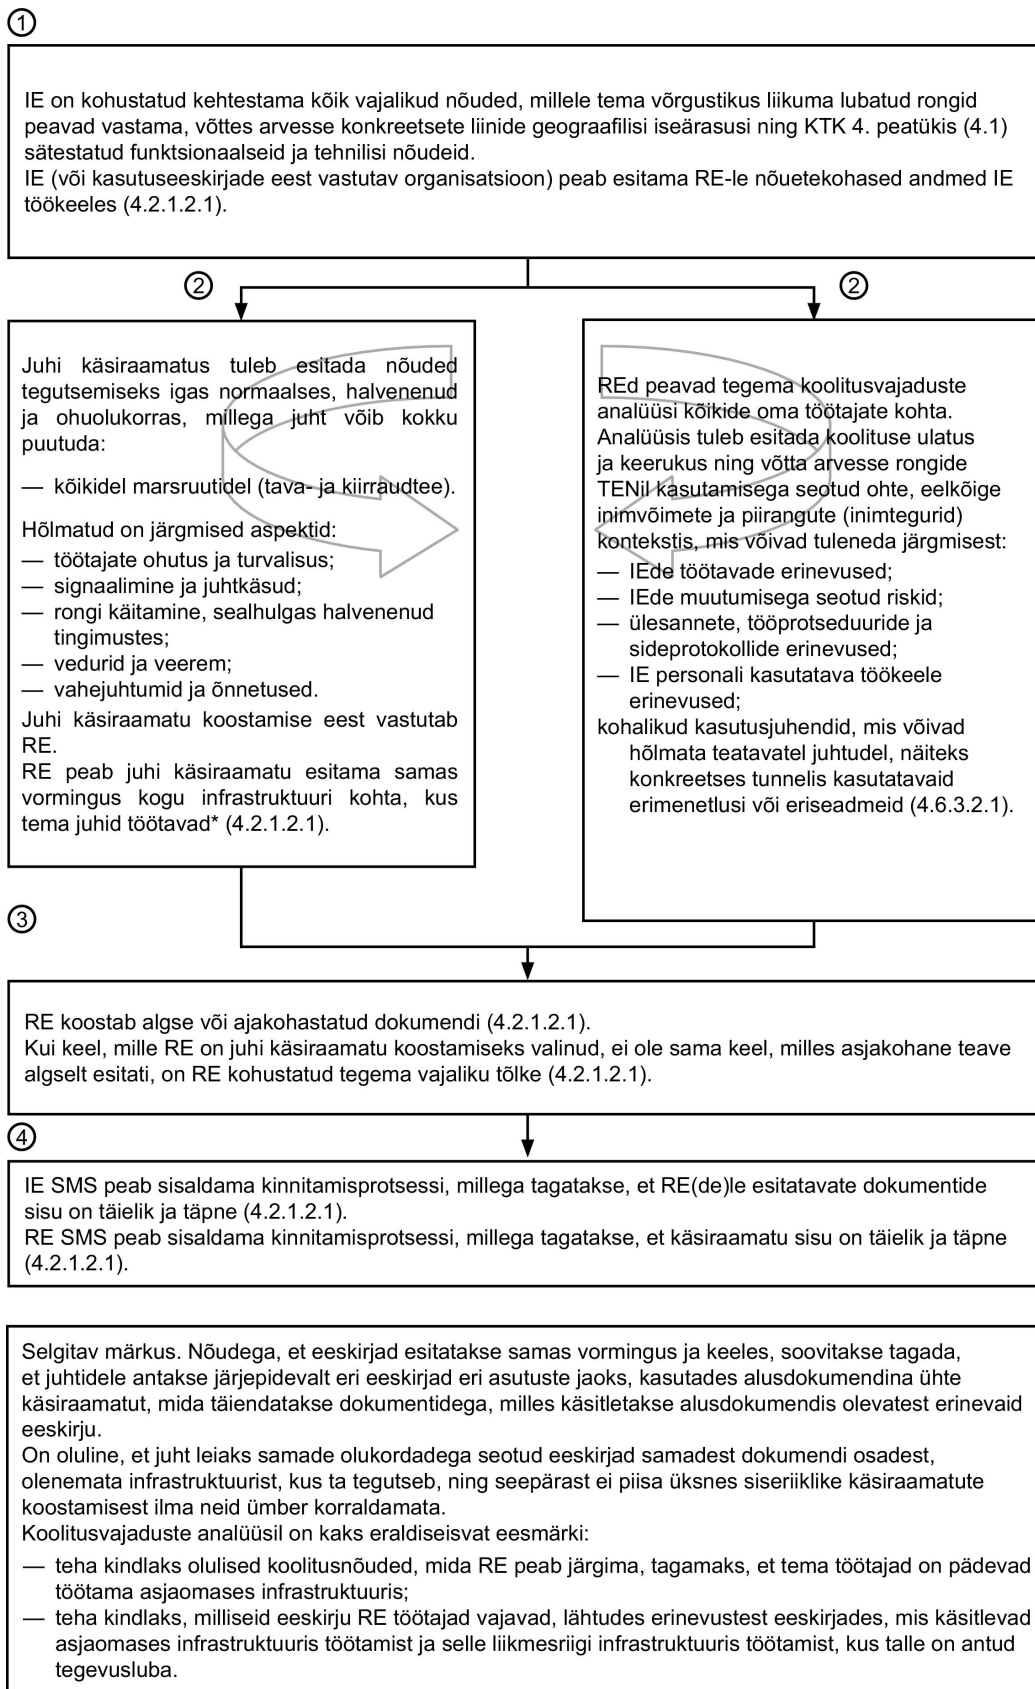 ①
IE on kohustatud kehtestama kõik vajalikud nõuded, millele tema võrgustikus liikuma lubatud rongid
peavad vastama, võttes arvesse konkreetsete liinide geograafilisi iseärasusi ning KTK 4. peatükis (4.1)
sätestatud funktsionaalseid ja tehnilisi nõudeid.
IE (või kasutuseeskirjade eest vastutav organisatsioon) peab esitama RE-le nõuetekohased andmed IE
töökeeles (4.2.1.2.1).
②
Juhi käsiraamatus tuleb esitada nõuded
tegutsemiseks igas normaalses, halvenenud
ja ohuolukorras, millega juht võib kokku
puutuda:
— kõikidel marsruutidel (tava- ja kiirraudtee).
Hõlmatud on järgmised aspektid:
— töötajate ohutus ja turvalisus;
— signaalimine ja juhtkäsud;
— rongi käitamine, sealhulgas halvenenud
tingimustes;
— vedurid ja veerem;
— vahejuhtumid ja õnnetused.
Juhi käsiraamatu koostamise eest vastutab
RE.
RE peab juhi käsiraamatu esitama samas
vormingus kogu infrastruktuuri kohta, kus
tema juhid töötavad* (4.2.1.2.1).
②
REd peavad tegema koolitusvajaduste
analüüsi kõikide oma töötajate kohta.
Analüüsis tuleb esitada koolituse ulatus
ja keerukus ning võtta arvesse rongide
TENil kasutamisega seotud ohte, eelkõige
inimvõimete ja piirangute (inimtegurid)
kontekstis, mis võivad tuleneda järgmisest:
— IEde töötavade erinevused;
— IEde muutumisega seotud riskid;
— ülesannete, tööprotseduuride ja
sideprotokollide erinevused;
— IE personali kasutatava töökeele
erinevused;
kohalikud kasutusjuhendid, mis võivad
hõlmata teatavatel juhtudel, näiteks
konkreetses tunnelis kasutatavaid
erimenetlusi või eriseadmeid (4.6.3.2.1).
③
RE koostab algse või ajakohastatud dokumendi (4.2.1.2.1).
Kui keel, mille RE on juhi käsiraamatu koostamiseks valinud, ei ole sama keel, milles asjakohane teave
algselt esitati, on RE kohustatud tegema vajaliku tõlke (4.2.1.2.1).
④
IE SMS peab sisaldama kinnitamisprotsessi, millega tagatakse, et RE(de)le esitatavate dokumentide
sisu on täielik ja täpne (4.2.1.2.1).
RE SMS peab sisaldama kinnitamisprotsessi, millega tagatakse, et käsiraamatu sisu on täielik ja täpne
(4.2.1.2.1).
Selgitav märkus. Nõudega, et eeskirjad esitatakse samas vormingus ja keeles, soovitakse tagada,
et juhtidele antakse järjepidevalt eri eeskirjad eri asutuste jaoks, kasutades alusdokumendina ühte
käsiraamatut, mida täiendatakse dokumentidega, milles käsitletakse alusdokumendis olevatest erinevaid
eeskirju.
On oluline, et juht leiaks samade olukordadega seotud eeskirjad samadest dokumendi osadest,
olenemata infrastruktuurist, kus ta tegutseb, ning seepärast ei piisa üksnes siseriiklike käsiraamatute
koostamisest ilma neid ümber korraldamata.
Koolitusvajaduste analüüsil on kaks eraldiseisvat eesmärki:
— teha kindlaks olulised koolitusnõuded, mida RE peab järgima, tagamaks, et tema töötajad on pädevad
töötama asjaomases infrastruktuuris;
— teha kindlaks, milliseid eeskirju RE töötajad vajavad, lähtudes erinevustest eeskirjades, mis käsitlevad
asjaomases infrastruktuuris töötamist ja selle liikmesriigi infrastruktuuris töötamist, kus talle on antud
tegevusluba.